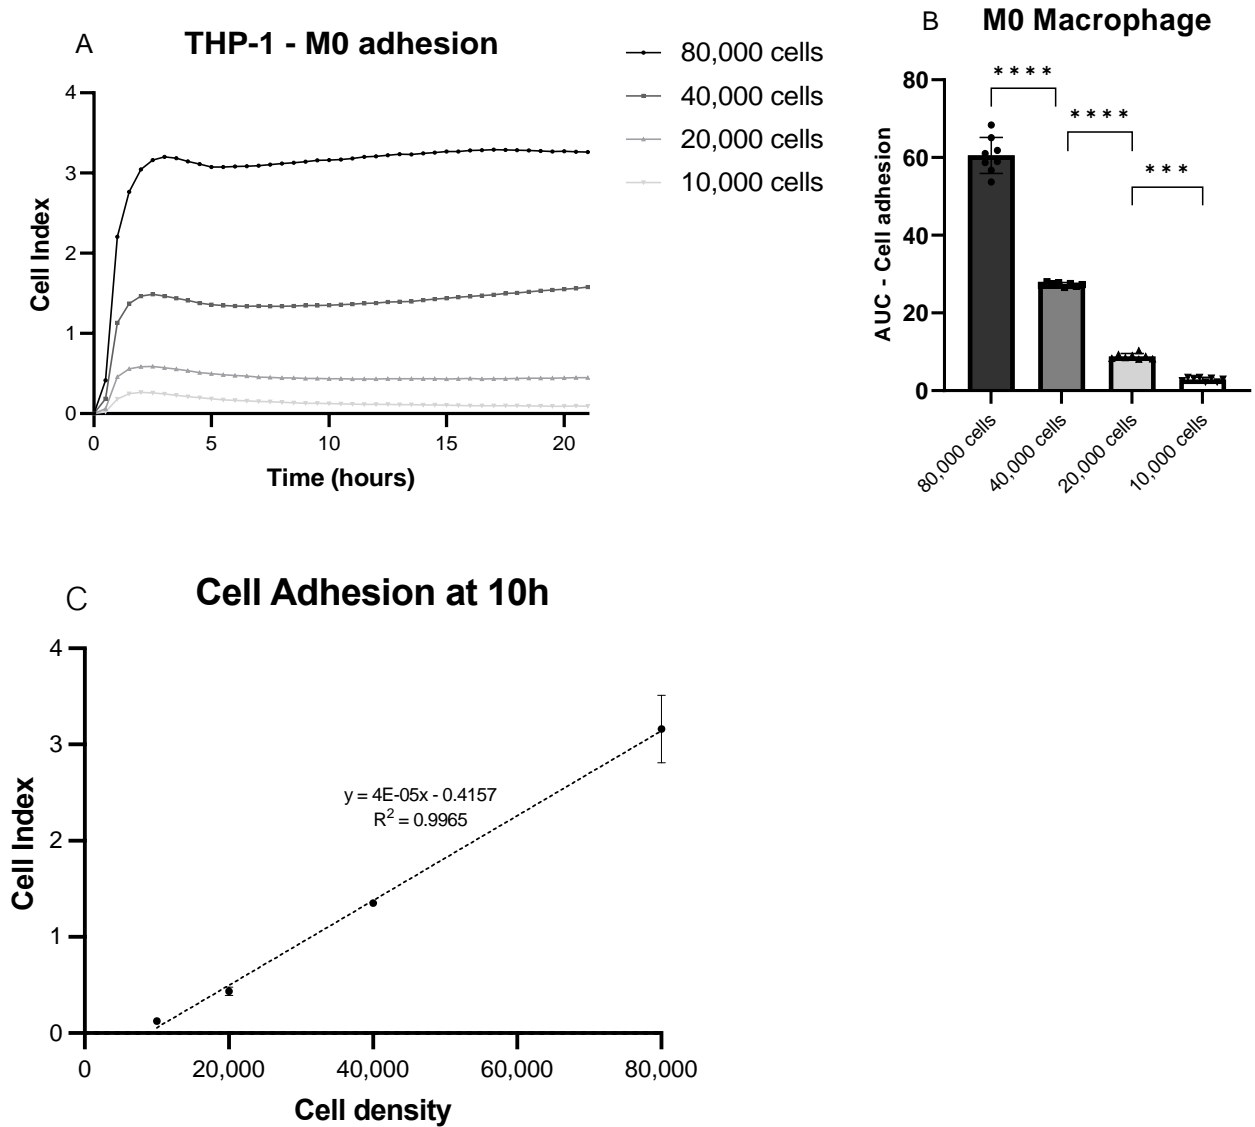 A
THP-1 - M0 adhesion
80,000 cells
40,000 cells
20,000 cells
10,000 cells
4
3
2
1
0
Cell Index
0 5 10 15 20
Time (hours)
B
M0 Macrophage
80
60
40
20
0
AUC - Cell adhesion
****
****
***
80,000 cells
40,000 cells
20,000 cells
10,000 cells
C
Cell Adhesion at 10h
4
3
2
1
0
Cell Index
y = 4E-05x - 0.4157
R² = 0.9965
0 20,000 40,000 60,000 80,000
Cell density